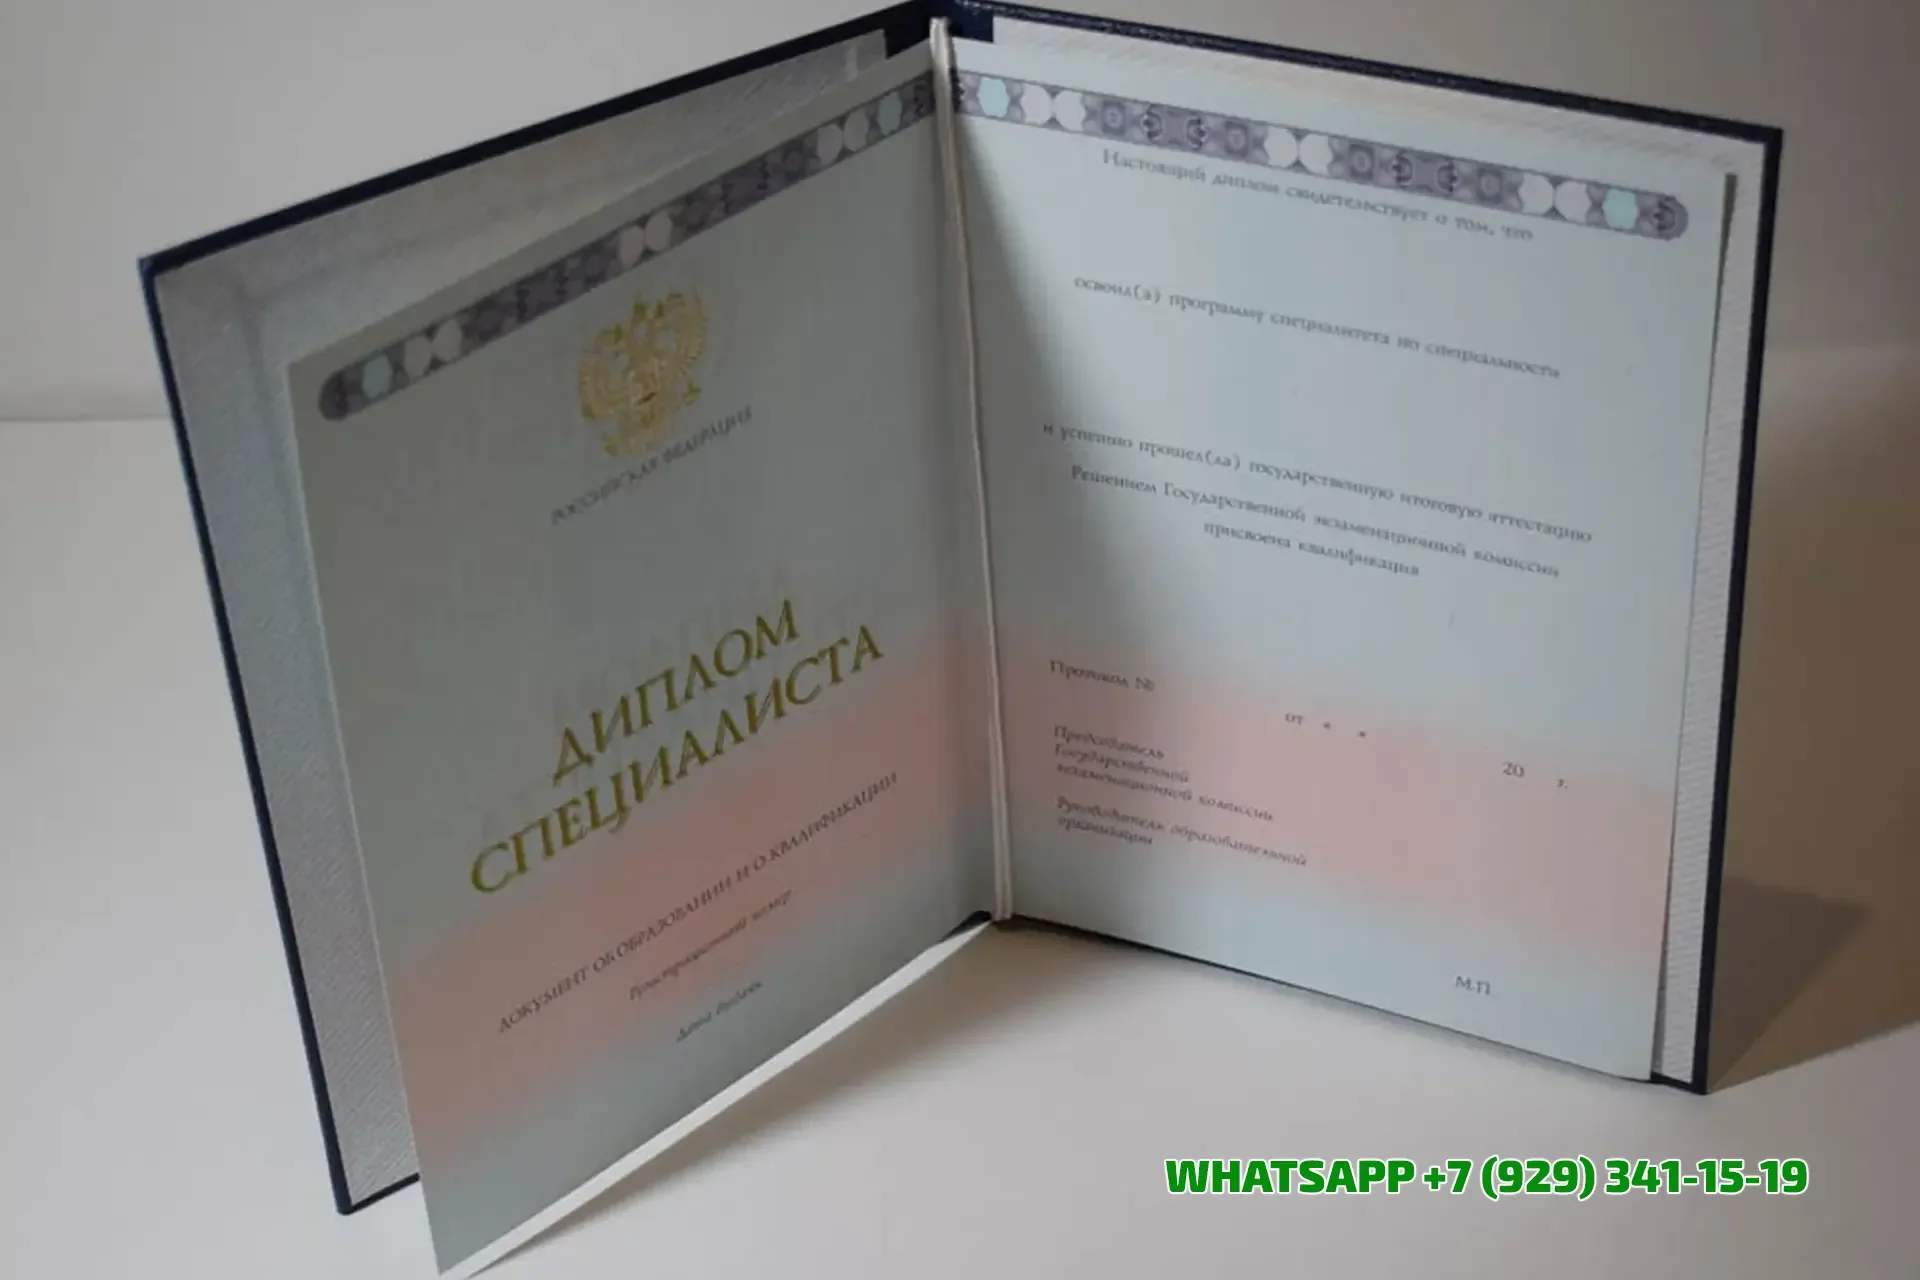 РОССИЙСКАЯ ФЕДЕРАЦИЯ
ДИПЛОМ
СПЕЦИАЛИСТА
ДОКУМЕНТ ОБ ОБРАЗОВАНИИ И О КВАЛИФИКАЦИИ
Регистрационный номер
Дата выдачи
Настоящий диплом свидетельствует о том, что
освоил(а) программу специалитета по специальности
и успешно прошел(ла) государственную итоговую аттестацию
Решением Государственной экзаменационной комиссии
присвоена квалификация
Протокол №
от « » 20 г.
Председатель
Государственной
экзаменационной комиссии
Руководитель образовательной
организации
М.П.
WHATSAPP +7 (929) 341-15-19